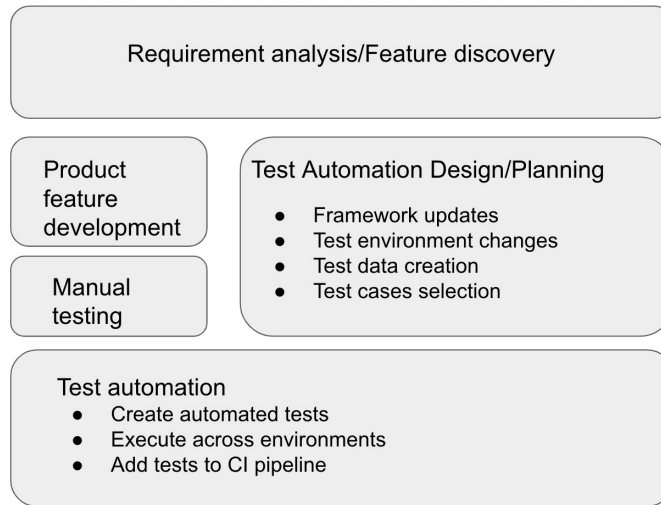 Requirement analysis/Feature discovery
Product
feature
development
Manual
testing
Test Automation Design/Planning
● Framework updates
● Test environment changes
● Test data creation
● Test cases selection
Test automation
● Create automated tests
● Execute across environments
● Add tests to CI pipeline